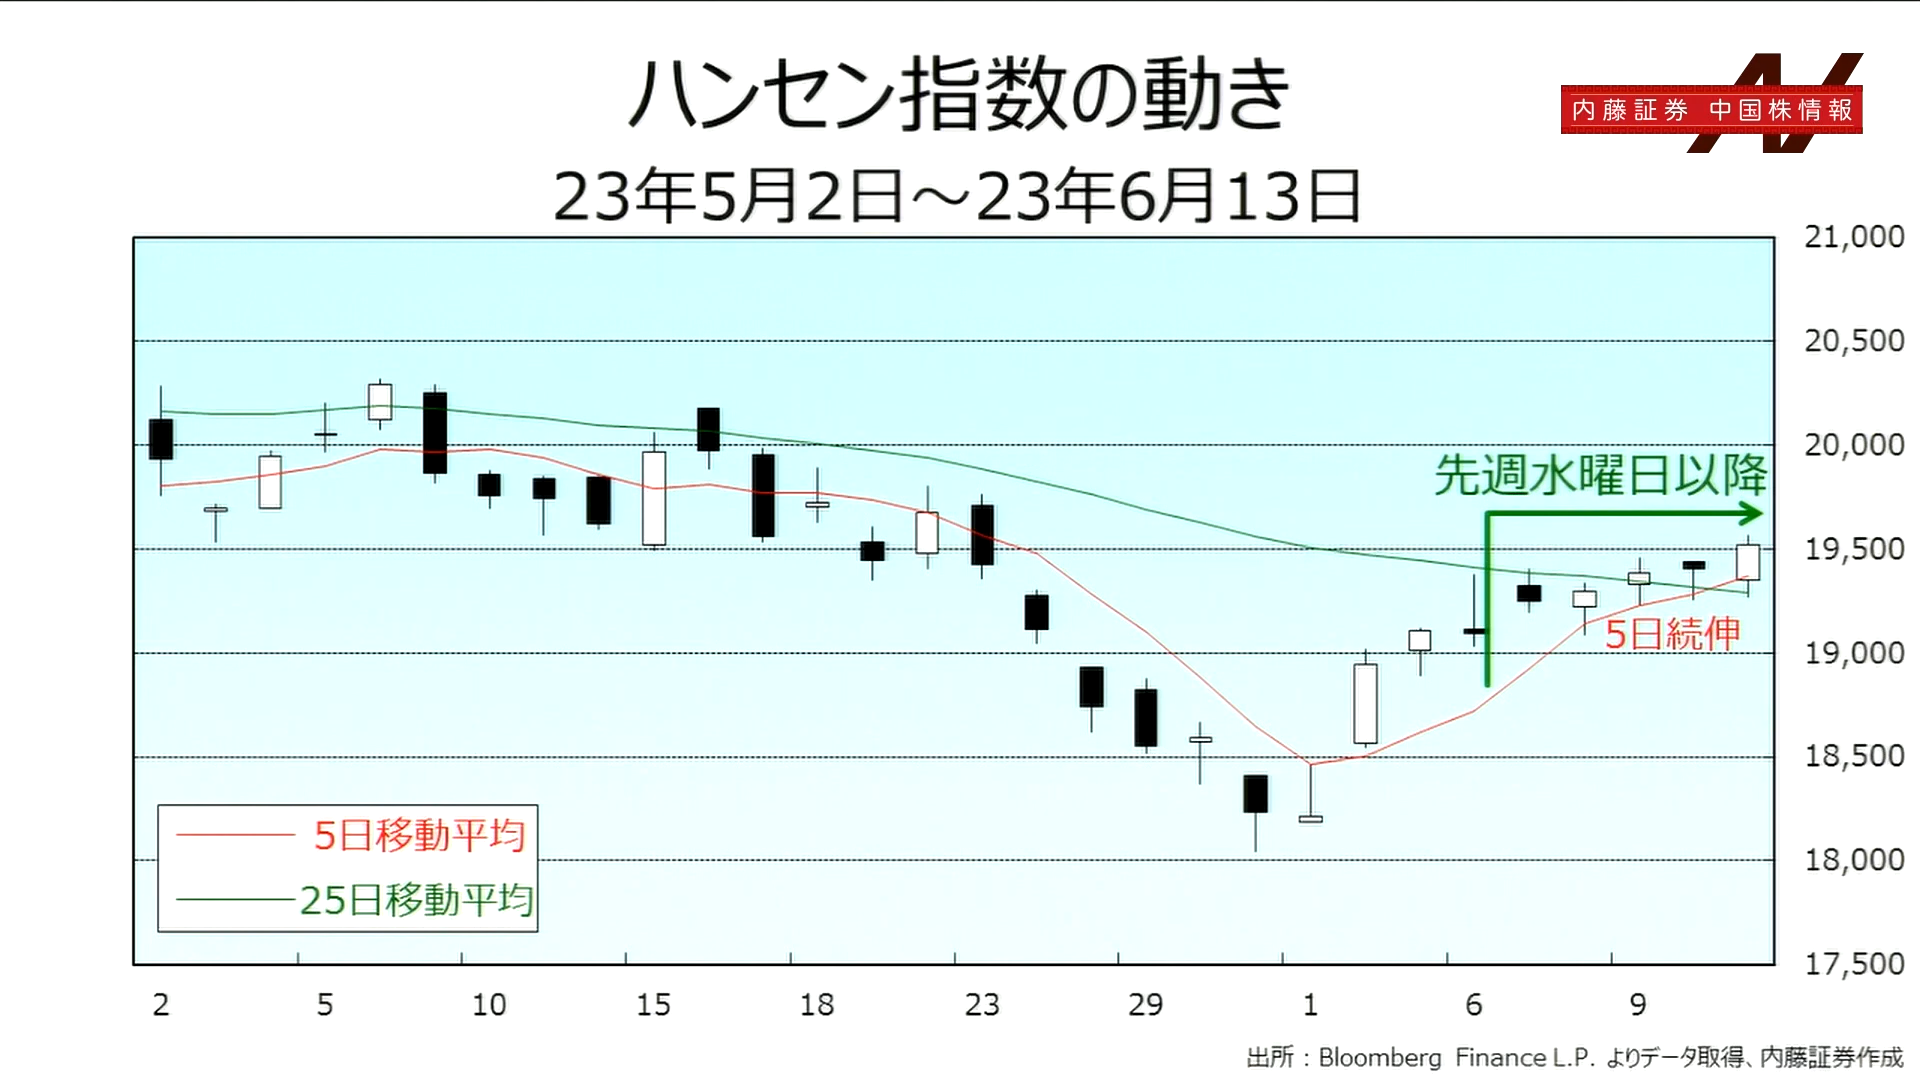 ハンセン指数の動き
内藤証券 中国株情報
23年5月2日～23年6月13日
21,000
20,500
20,000
19,500
19,000
18,500
18,000
17,500
先週水曜日以降
5日続伸
5日移動平均
25日移動平均
2 5 10 15 18 23 29 1 6 9
出所：Bloomberg Finance L.P. よりデータ取得、内藤証券作成